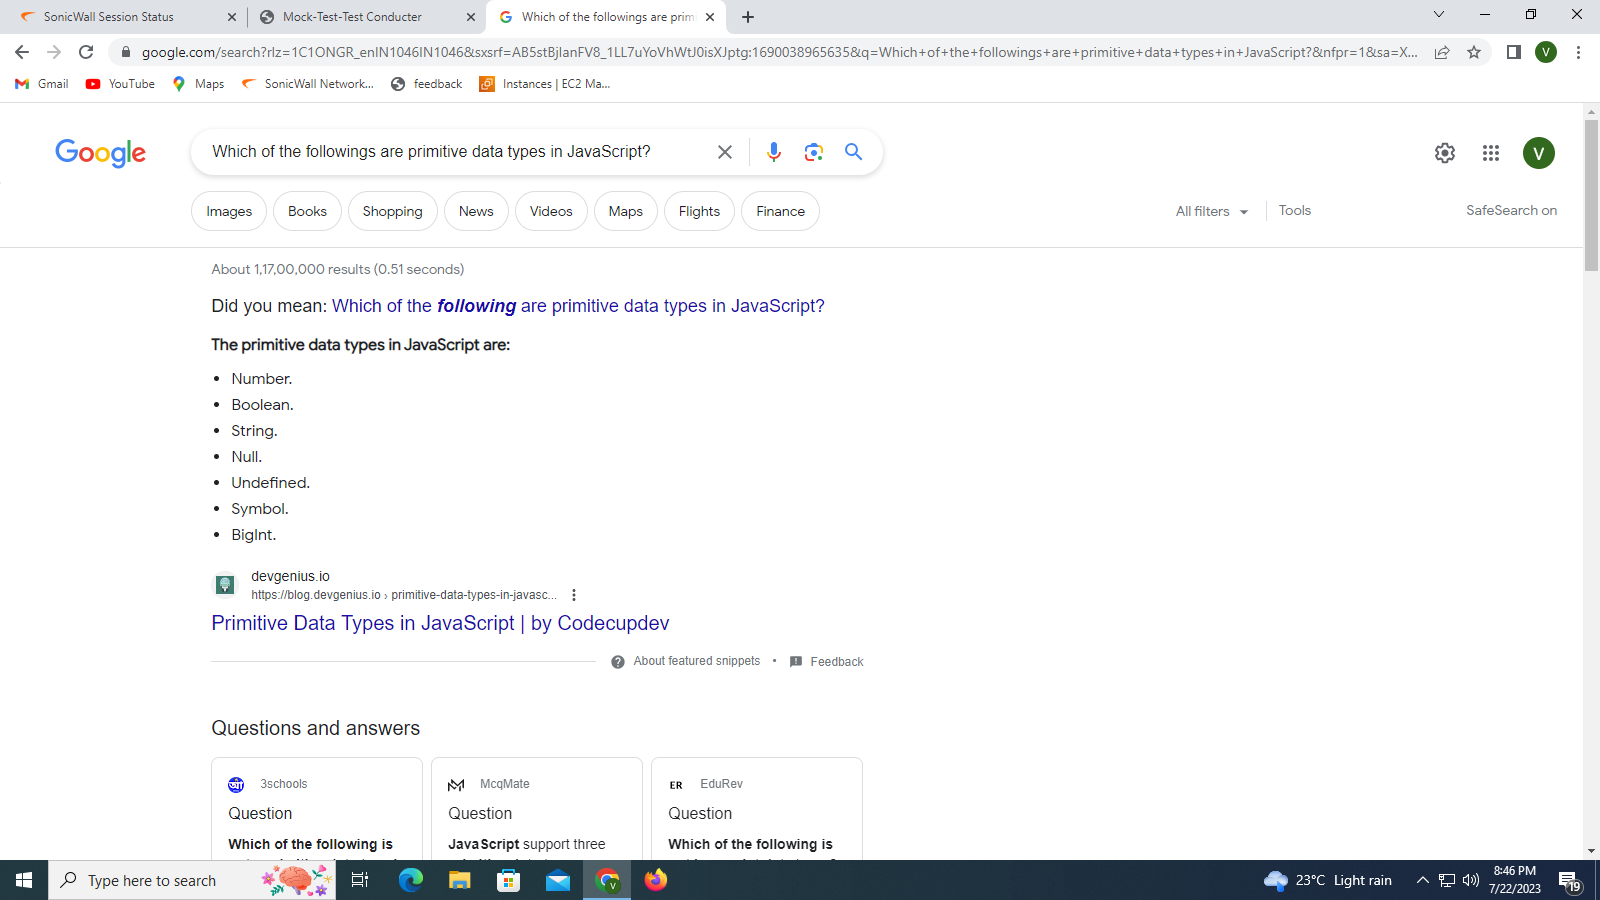 SonicWall Session Status
Mock-Test-Test Conducter
Which of the followings are prim
google.com/search?rlz=1C1ONGR_enIN1046IN1046&sxsrf=AB5stBjIanFV8_1LL7uYoVhWtJ0isXJptg:1690038965635&q=Which+of+the+followings+are+primitive+data+types+in+JavaScript?&nfpr=1&sa=X...
V
Gmail
YouTube
Maps
SonicWall Network...
feedback
Instances | EC2 Ma...
Google
Which of the followings are primitive data types in JavaScript?
V
Images
Books
Shopping
News
Videos
Maps
Flights
Finance
All filters
Tools
SafeSearch on
About 1,17,00,000 results (0.51 seconds)
Did you mean: Which of the following are primitive data types in JavaScript?
The primitive data types in JavaScript are:
• Number.
• Boolean.
• String.
• Null.
• Undefined.
• Symbol.
• BigInt.
devgenius.io
https://blog.devgenius.io › primitive-data-types-in-javasc...
Primitive Data Types in JavaScript | by Codecupdev
About featured snippets • Feedback
Questions and answers
3schools
Question
Which of the following is
McqMate
Question
JavaScript support three
ER EduRev
Question
Which of the following is
Type here to search
V
23°C Light rain
8:46 PM
7/22/2023
19